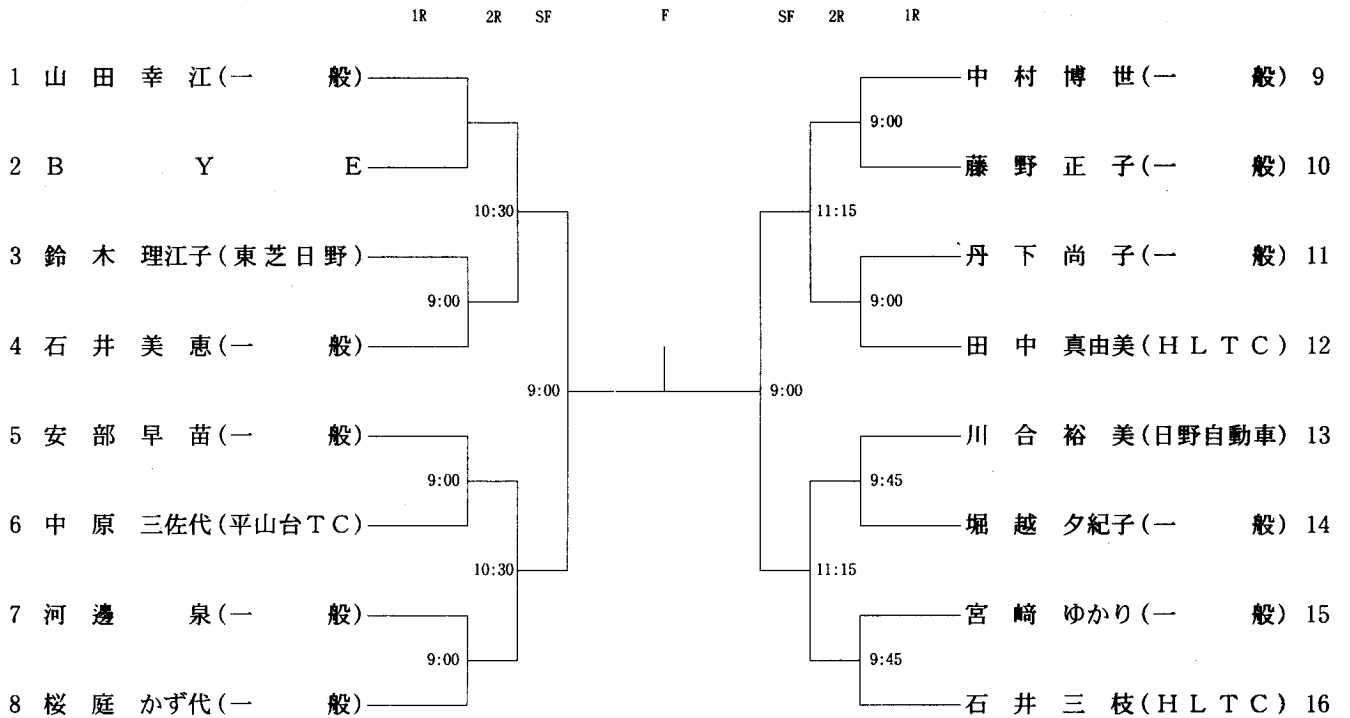 1R 2R SF F SF 2R 1R
1 山田幸江(一般)
2 BYE
3 鈴木理江子(東芝日野)
4 石井美恵(一般)
5 安部早苗(一般)
6 中原三佐代(平山台TC)
7 河邊泉(一般)
8 桜庭かず代(一般)
9:00
10:30
9:00
9:00
10:30
9:00
9:00
9:00
11:15
9:00
9:00
9:45
11:15
9:45
中村博世(一般) 9
藤野正子(一般) 10
丹下尚子(一般) 11
田中真由美(HLTC) 12
川合裕美(日野自動車) 13
堀越夕紀子(一般) 14
宮崎ゆかり(一般) 15
石井三枝(HLTC) 16